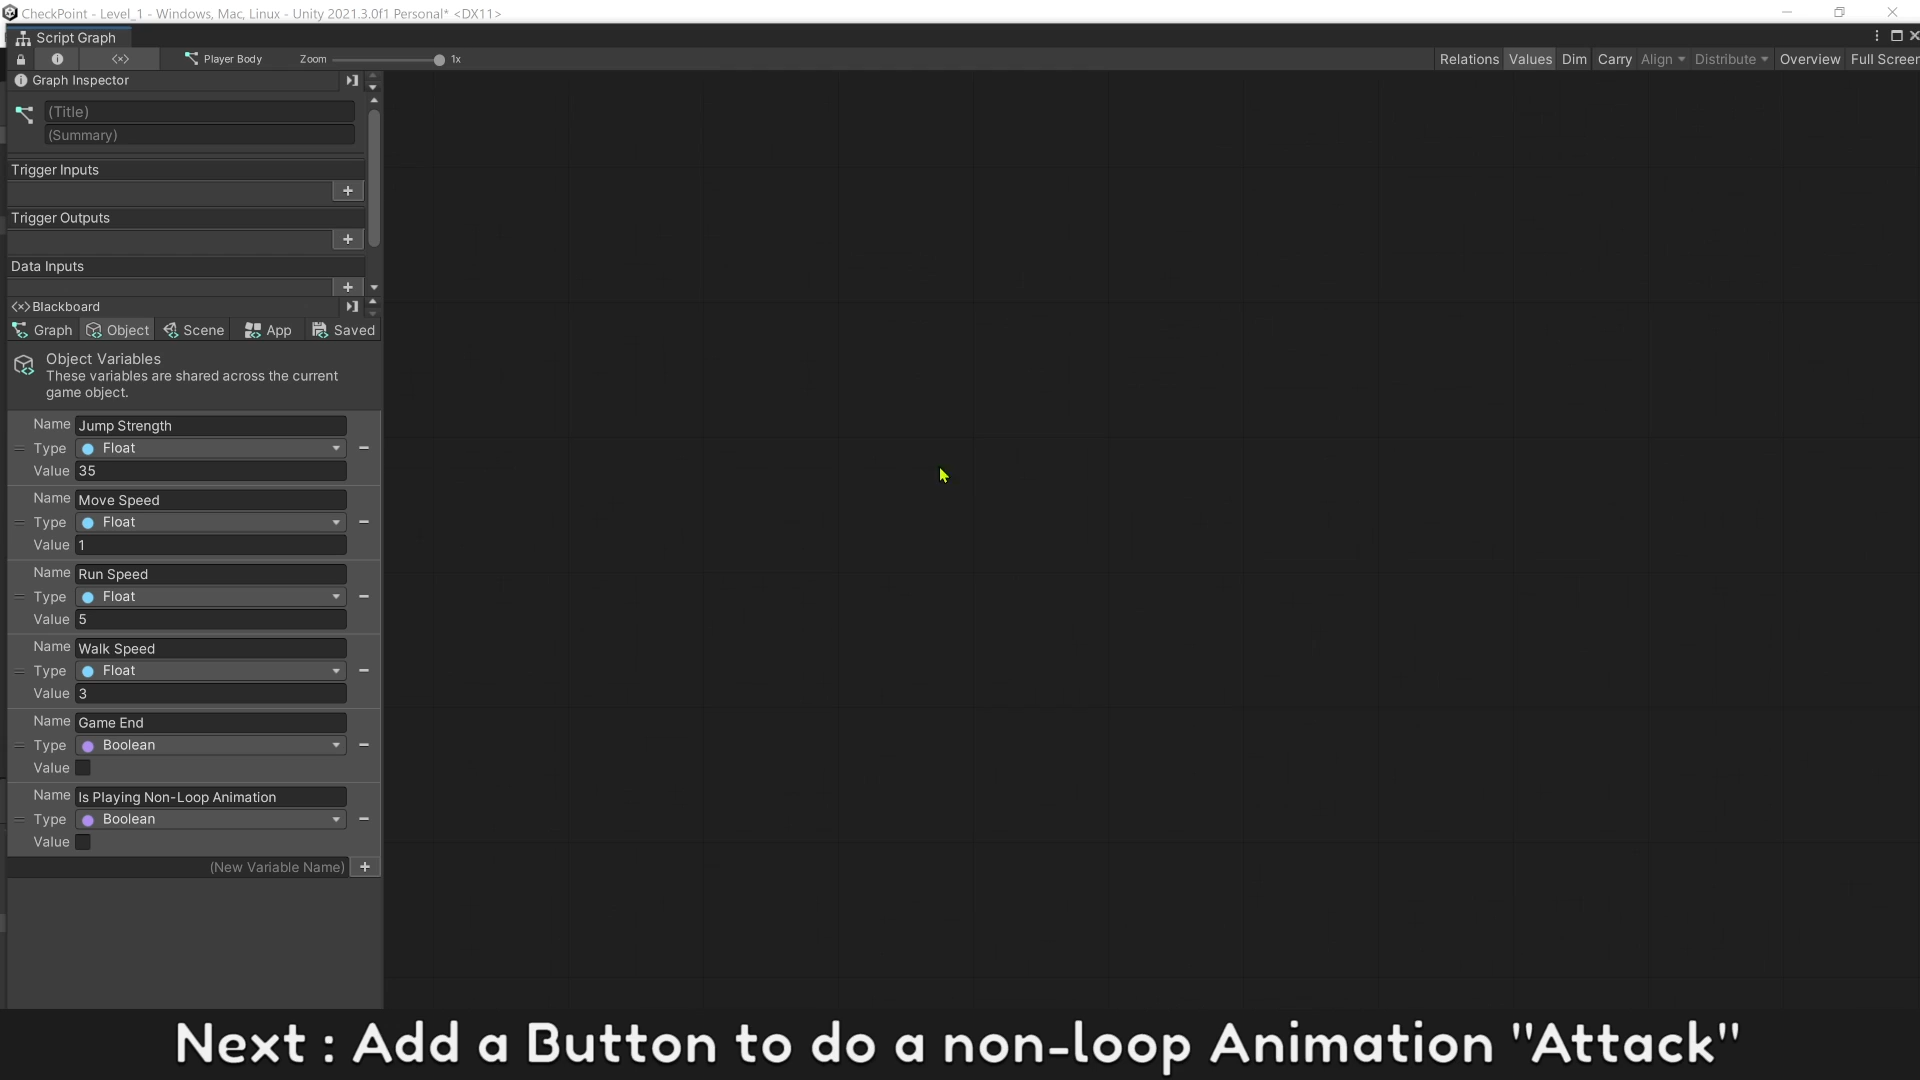 CheckPoint - Level_1 - Windows, Mac, Linux - Unity 2021.3.0f1 Personal* <DX11>
Script Graph
Player Body Zoom 1x Relations Values Dim Carry Align Distribute Overview Full Screer
Graph Inspector
(Title)
(Summary)
Trigger Inputs
+
Trigger Outputs
+
Data Inputs
+
Blackboard
Graph Object Scene App Saved
Object Variables
These variables are shared across the current
game object.
Name Jump Strength
Type Float
Value 35
Name Move Speed
Type Float
Value 1
Name Run Speed
Type Float
Value 5
Name Walk Speed
Type Float
Value 3
Name Game End
Type Boolean
Value
Name Is Playing Non-Loop Animation
Type Boolean
Value
(New Variable Name) +
Next : Add a Button to do a non-loop Animation "Attack"